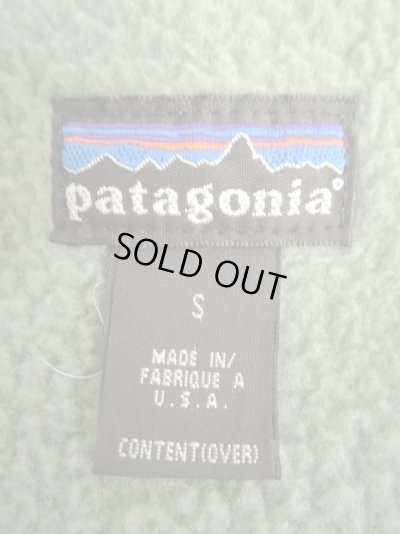 patagonia®
SOLD OUT
S
MADE IN/
FABRIQUE A
U.S.A.
CONTENT(OVER)